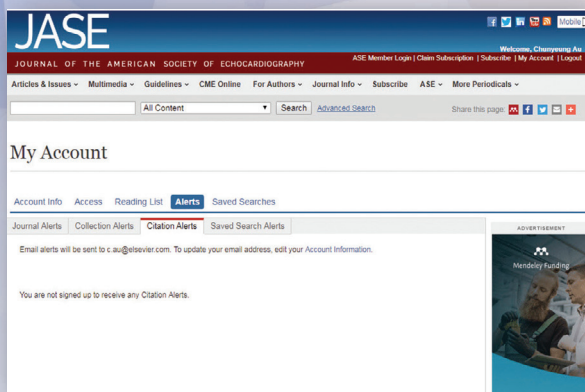 JASE
Mobile
Welcome, Chunyeung Au
JOURNAL OF THE AMERICAN SOCIETY OF ECHOCARDIOGRAPHY
ASE Member Login | Claim Subscription | Subscribe | My Account | Logout
Articles & Issues Multimedia Guidelines CME Online For Authors Journal Info Subscribe ASE More Periodicals
All Content Search Advanced Search Share this page:
My Account
Account Info Access Reading List Alerts Saved Searches
Journal Alerts Collection Alerts Citation Alerts Saved Search Alerts
ADVERTISEMENT
Email alerts will be sent to c.au@elsevier.com. To update your email address, edit your Account Information.
Mendeley Funding
You are not signed up to receive any Citation Alerts.